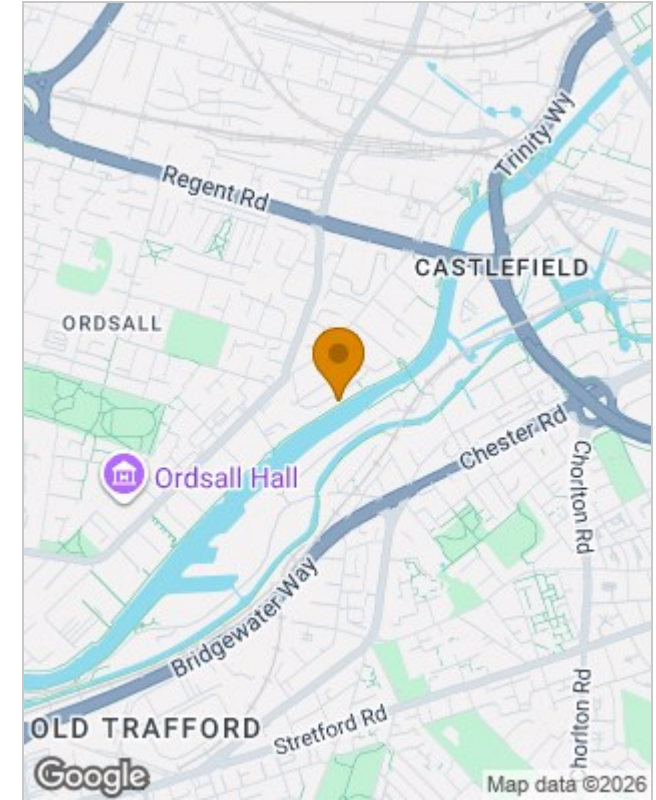 Trinity Wy
Regent Rd
CASTLEFIELD
ORDSALL
Chester Rd
Chorlton Rd
Ordsall Hall
Bridgewater Way
OLD TRAFFORD
Stretford Rd
horlton Rd
Google
Map data ©2026